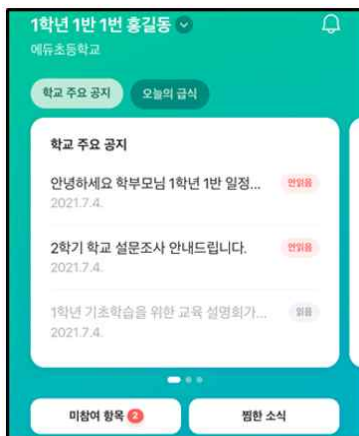 1학년 1반 1번 홍길동
에듀초등학교
학교 주요 공지 오늘의 급식
학교 주요 공지
안녕하세요 학부모님 1학년 1반 일정... 안읽음
2021.7.4.
2학기 학교 설문조사 안내드립니다. 안읽음
2021.7.4.
1학년 기초학습을 위한 교육 설명회가... 읽음
2021.7.4.
미참여 항목 2 찜한 소식